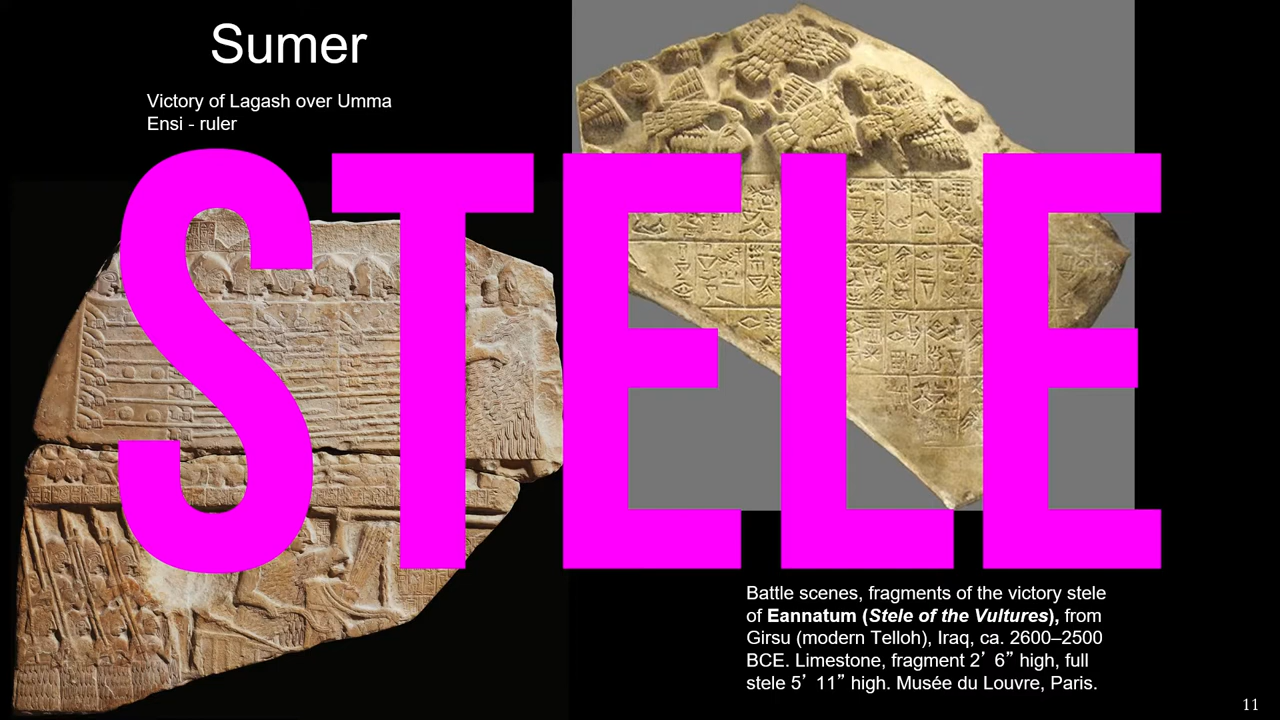 Sumer
Victory of Lagash over Umma
Ensi - ruler
STELE
Battle scenes, fragments of the victory stele
of Eannatum (Stele of the Vultures), from
Girsu (modern Telloh), Iraq, ca. 2600–2500
BCE. Limestone, fragment 2’ 6” high, full
stele 5’ 11” high. Musée du Louvre, Paris.
11